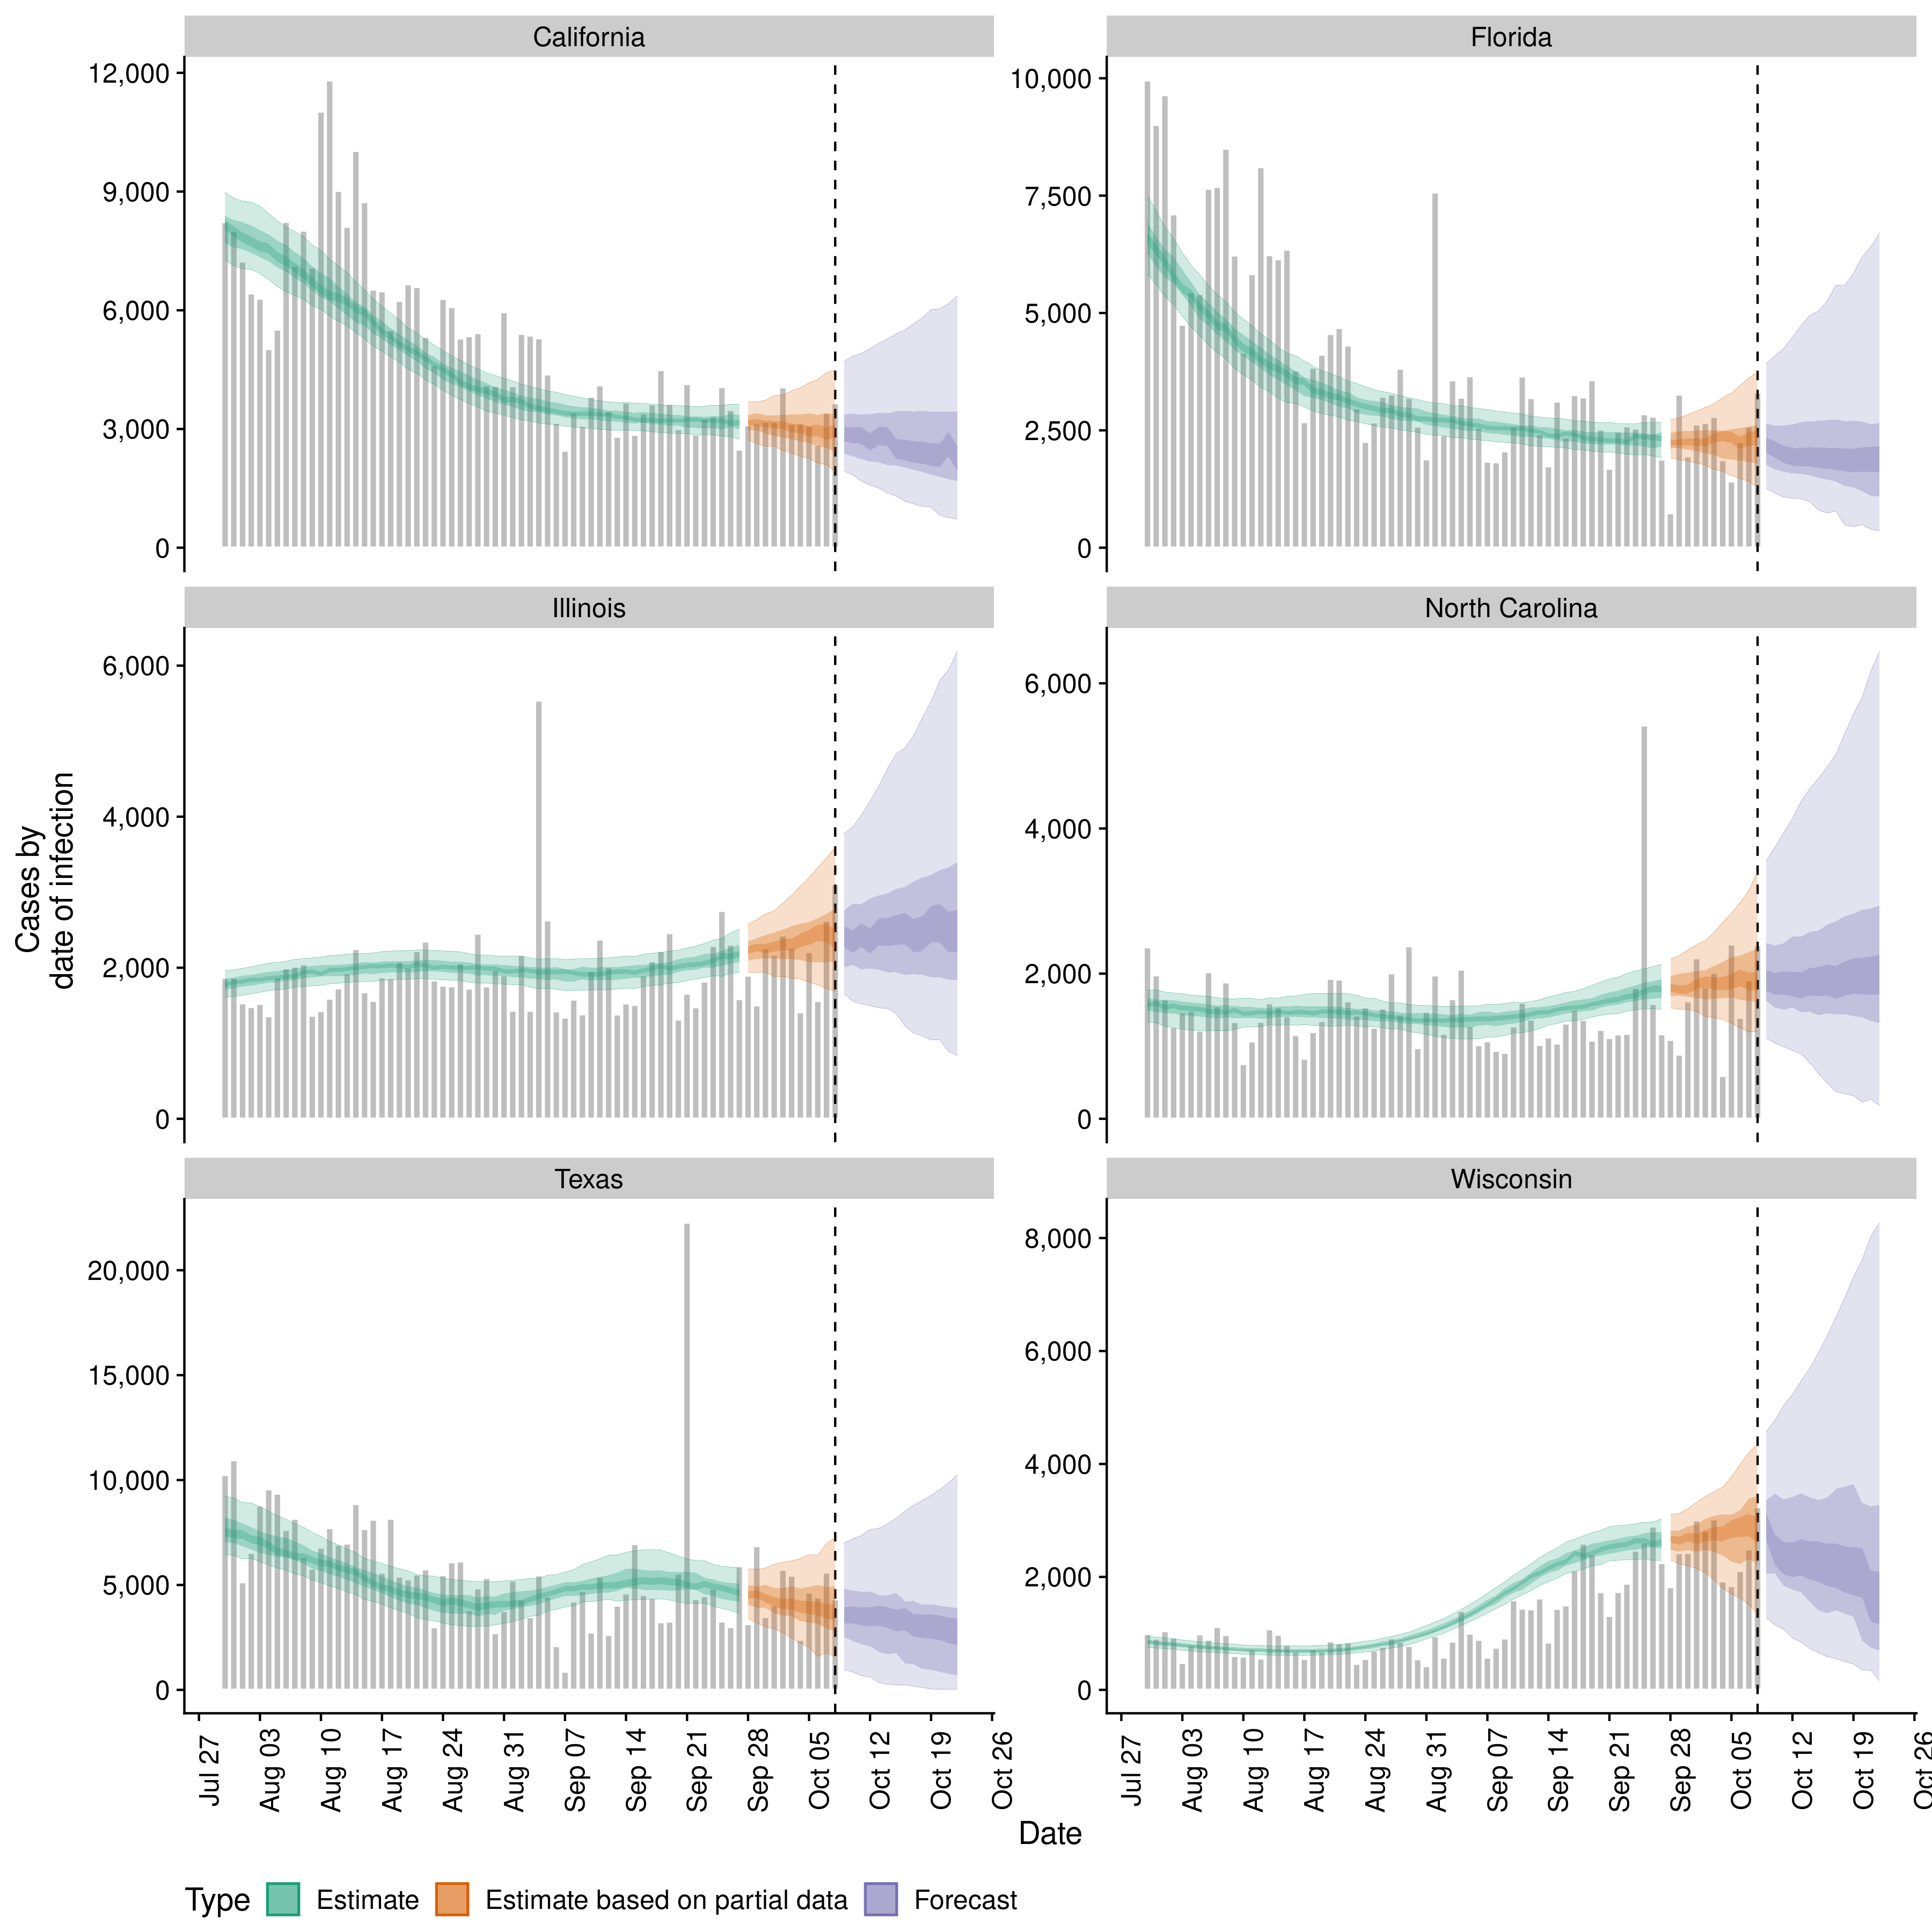 California
Florida
12,000
9,000
6,000
3,000
0
10,000
7,500
5,000
2,500
0
Illinois
North Carolina
6,000
4,000
2,000
0
6,000
4,000
2,000
0
Cases by
date of infection
Texas
Wisconsin
20,000
15,000
10,000
5,000
0
8,000
6,000
4,000
2,000
0
Jul 27
Aug 03
Aug 10
Aug 17
Aug 24
Aug 31
Sep 07
Sep 14
Sep 21
Sep 28
Oct 05
Oct 12
Oct 19
Oct 26
Jul 27
Aug 03
Aug 10
Aug 17
Aug 24
Aug 31
Sep 07
Sep 14
Sep 21
Sep 28
Oct 05
Oct 12
Oct 19
Oct 26
Date
Type Estimate Estimate based on partial data Forecast